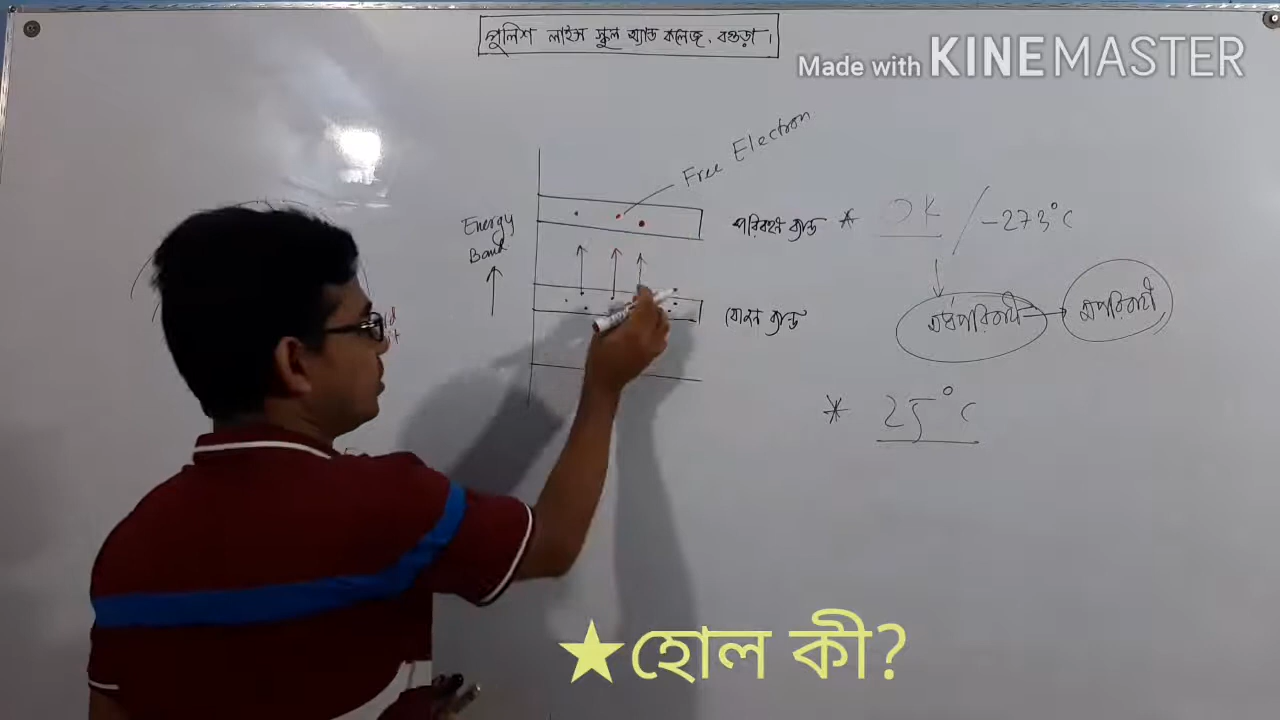 পুলিশ লাইন্স স্কুল অ্যান্ড কলেজ, বগুড়া।
Made with KINEMASTER
Free Electron
Energy Band
পরিবহন ব্যান্ড * 0K / -273°C
যোজন ব্যান্ড
অর্ধপরিবাহী → অপরিবাহী
* 25°C
★হোল কী?